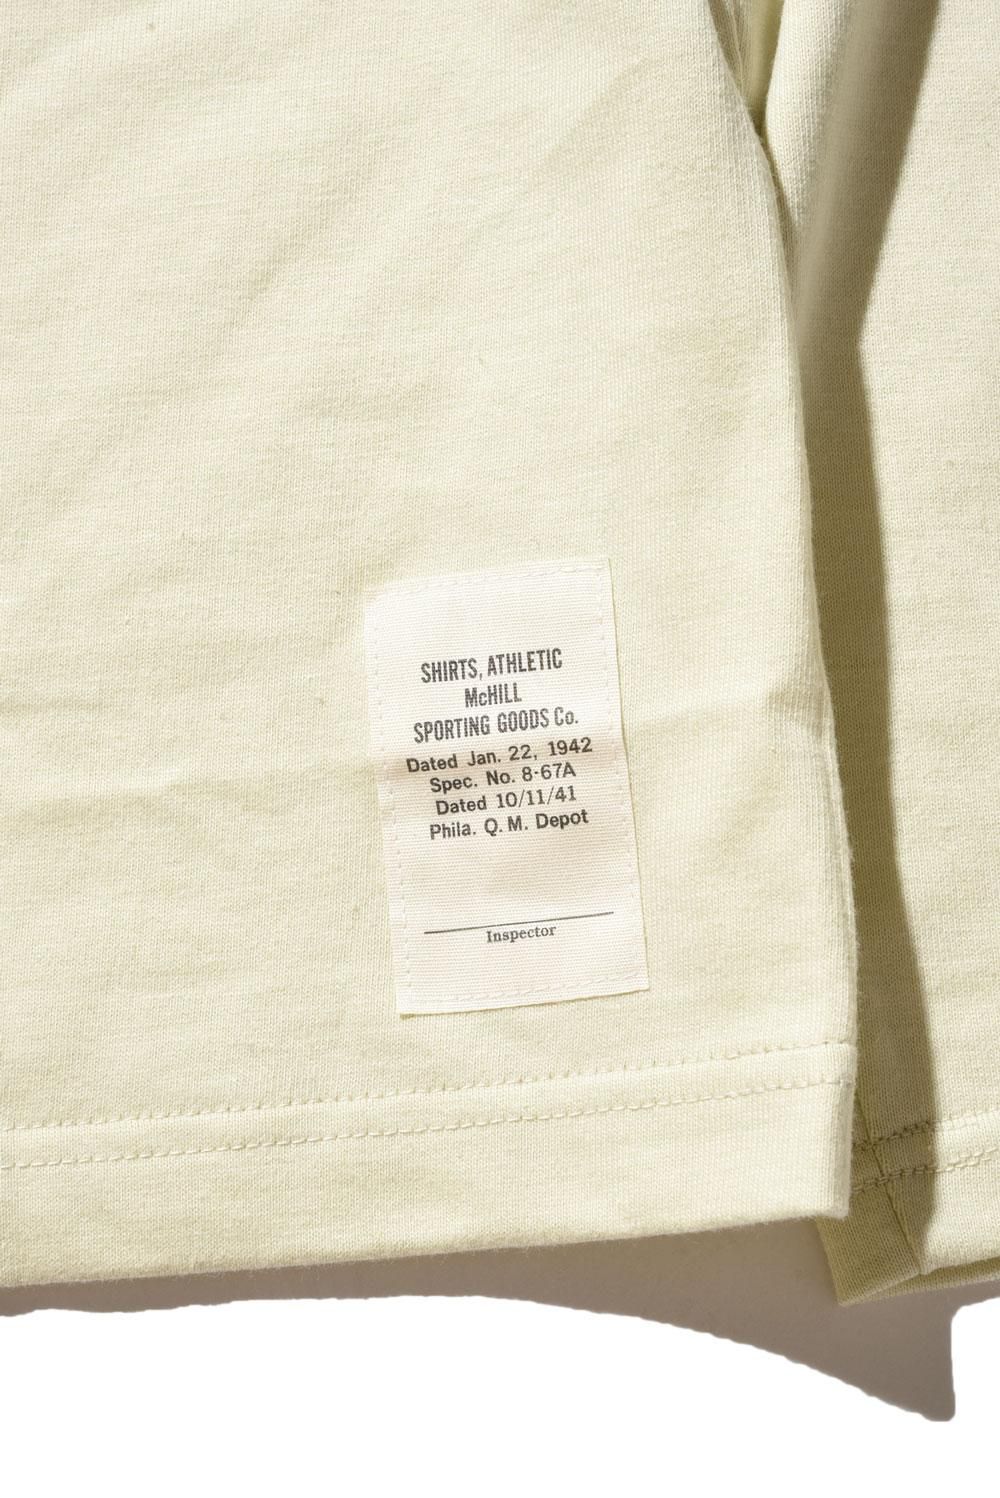 SHIRTS, ATHLETIC
McHILL
SPORTING GOODS Co.
Dated Jan. 22, 1942
Spec. No. 8-67A
Dated 10/11/41
Phila. Q. M. Depot
Inspector